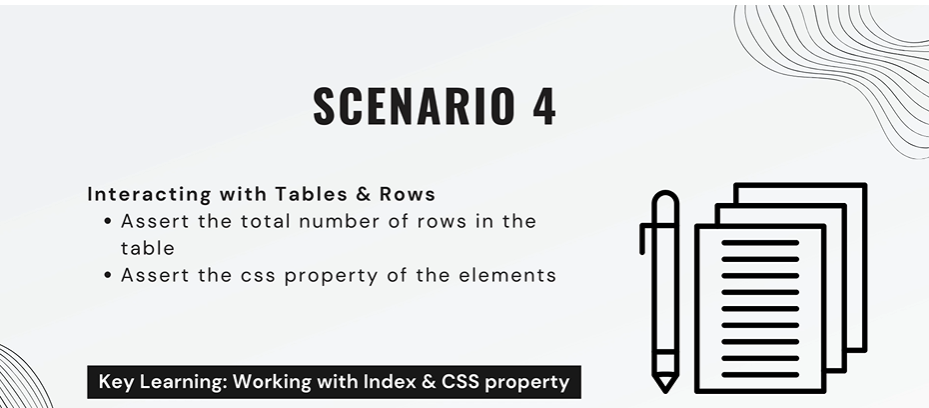 SCENARIO 4
Interacting with Tables & Rows
• Assert the total number of rows in the
table
• Assert the css property of the elements
Key Learning: Working with Index & CSS property